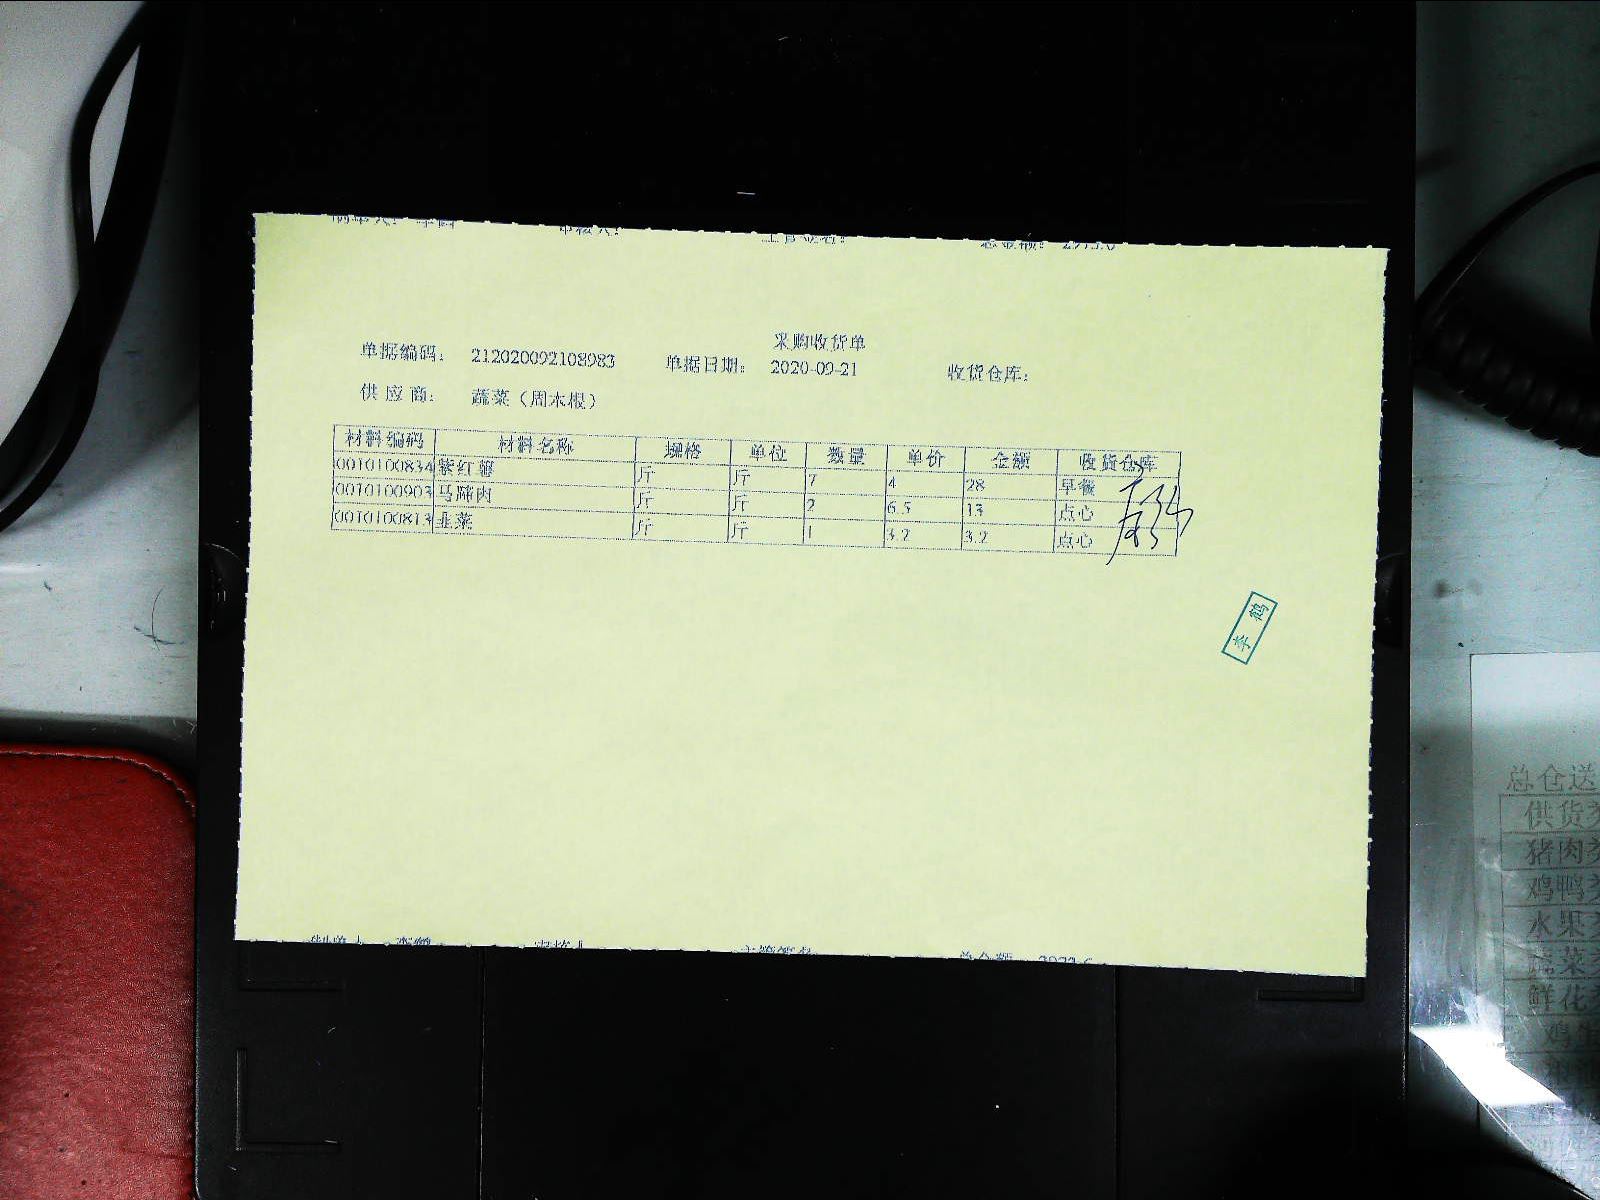 采购收货单
单据编码： 212020092108983 单据日期： 2020-09-21 收货仓库：
供 应 商： 蔬菜（周木根）
材料编码 材料名称 规格 单位 数量 单价 金额 收货仓库
0010100834 紫红薯 斤 斤 7 4 28 早餐
0010100903 马蹄肉 斤 斤 2 6.5 13 点心
0010100813 韭菜 斤 斤 1 3.2 3.2 点心
李鹤
总仓送
供货
猪肉
鸡鸭
水果
蔬菜
鲜花